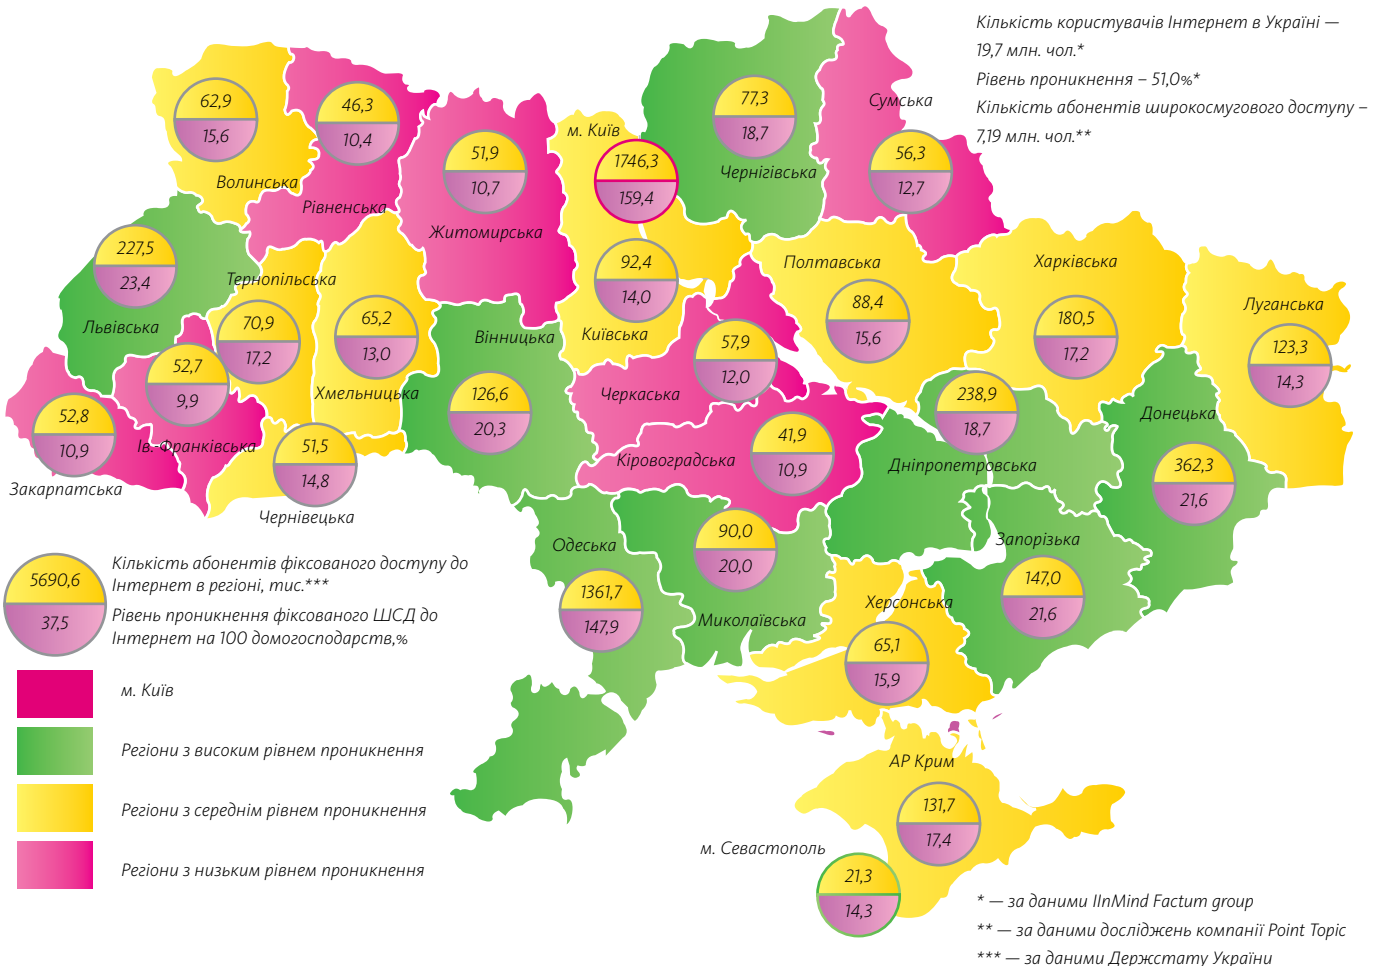 Кількість користувачів Інтернет в Україні —
19,7 млн. чол.*
Рівень проникнення – 51,0%*
Кількість абонентів широкосмугового доступу –
7,19 млн. чол.**
62,9
15,6
Волинська
46,3
10,4
Рівненська
51,9
10,7
Житомирська
м. Київ
1746,3
159,4
92,4
14,0
Київська
77,3
18,7
Чернігівська
Сумська
56,3
12,7
227,5
23,4
Львівська
Тернопільська
70,9
17,2
65,2
13,0
Хмельницька
Вінницька
126,6
20,3
57,9
12,0
Черкаська
Полтавська
88,4
15,6
Харківська
180,5
17,2
Луганська
123,3
14,3
52,7
9,9
Ів.-Франківська
52,8
10,9
Закарпатська
51,5
14,8
Чернівецька
41,9
10,9
Кіровоградська
238,9
18,7
Дніпропетровська
Донецька
362,3
21,6
Одеська
1361,7
147,9
90,0
20,0
Миколаївська
Запорізька
147,0
21,6
Херсонська
65,1
15,9
АР Крим
131,7
17,4
м. Севастополь
21,3
14,3
5690,6
37,5
Кількість абонентів фіксованого доступу до
Інтернет в регіоні, тис.***
Рівень проникнення фіксованого ШСД до
Інтернет на 100 домогосподарств,%
м. Київ
Регіони з високим рівнем проникнення
Регіони з середнім рівнем проникнення
Регіони з низьким рівнем проникнення
* — за даними IInMind Factum group
** — за даними досліджень компанії Point Topic
*** — за даними Держстату України